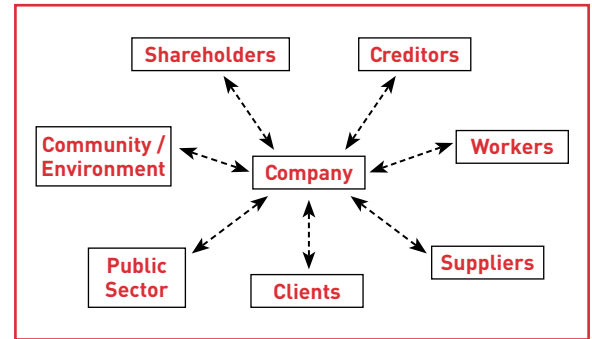 Shareholders
Creditors
Community /
Environment
Company
Workers
Public
Sector
Clients
Suppliers